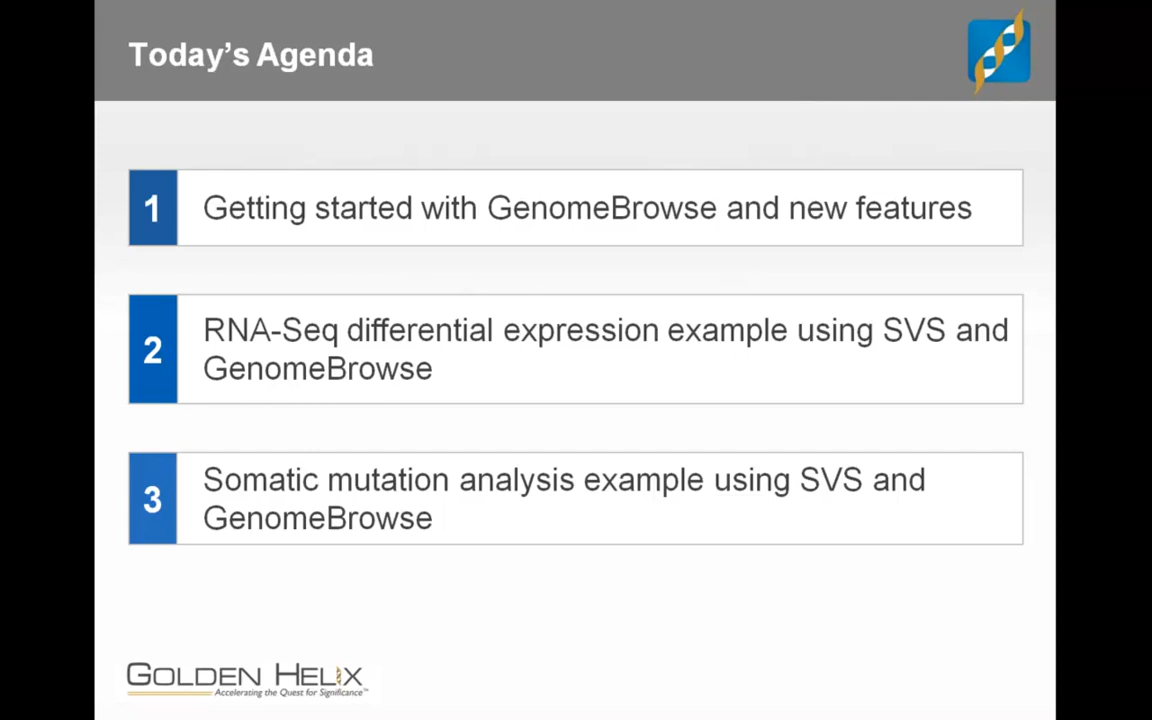 Today's Agenda
1
Getting started with GenomeBrowse and new features
2
RNA-Seq differential expression example using SVS and
GenomeBrowse
3
Somatic mutation analysis example using SVS and
GenomeBrowse
GOLDEN HELIX
Accelerating the Quest for Significance™